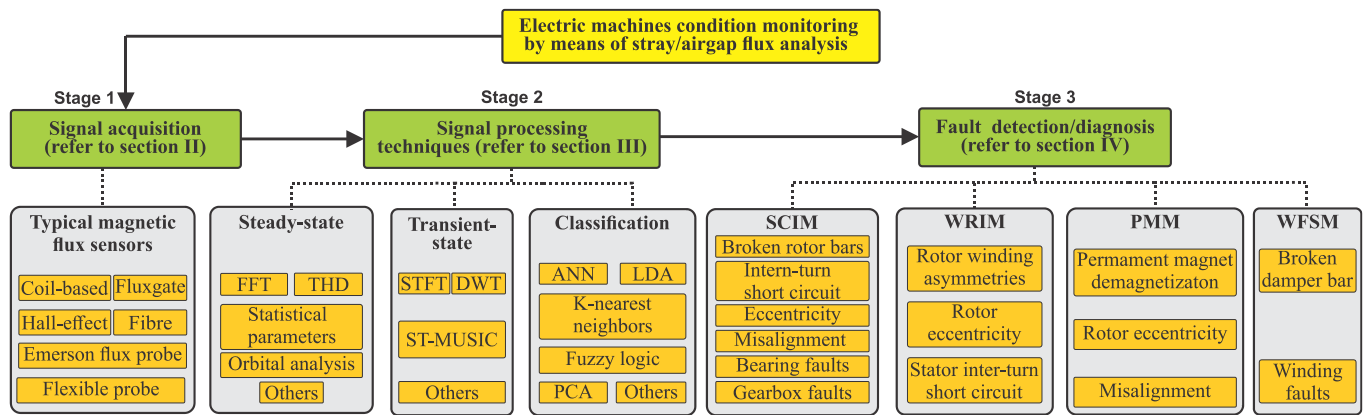 Electric machines condition monitoring
by means of stray/airgap flux analysis
Stage 1
Signal acquisition
(refer to section II)
Stage 2
Signal processing
techniques (refer to section III)
Stage 3
Fault detection/diagnosis
(refer to section IV)
Typical magnetic
flux sensors
Coil-based
Fluxgate
Hall-effect
Fibre
Emerson flux probe
Flexible probe
Steady-state
FFT
THD
Statistical
parameters
Orbital analysis
Others
Transient-
state
STFT
DWT
ST-MUSIC
Others
Classification
ANN
LDA
K-nearest
neighbors
Fuzzy logic
PCA
Others
SCIM
Broken rotor bars
Intern-turn
short circuit
Eccentricity
Misalignment
Bearing faults
Gearbox faults
WRIM
Rotor winding
asymmetries
Rotor
eccentricity
Stator inter-turn
short circuit
PMM
Permament magnet
demagnetizaton
Rotor eccentricity
Misalignment
WFSM
Broken
damper bar
Winding
faults